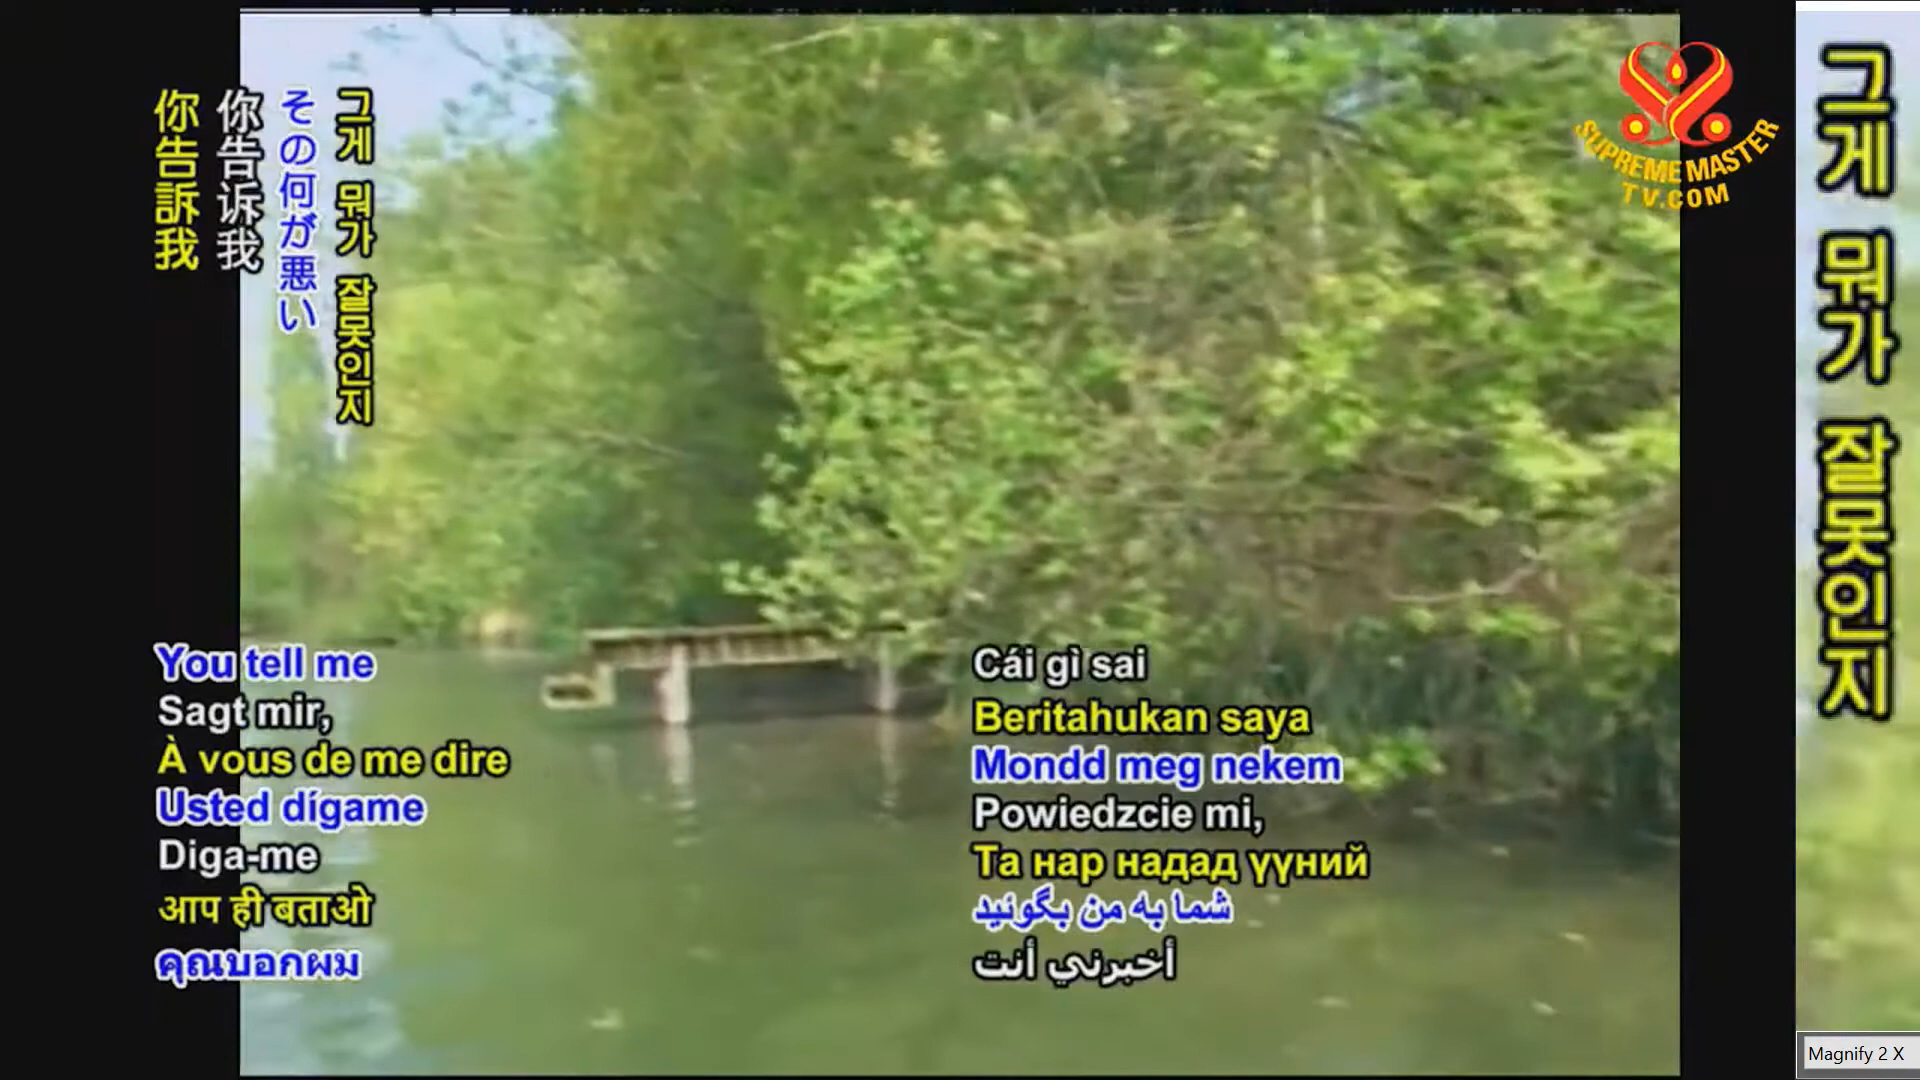 그게 뭐가 잘못인지
その何が悪い
你告诉我
你告訴我
SUPREME MASTER
TV.COM
You tell me
Sagt mir,
À vous de me dire
Usted dígame
Diga-me
आप ही बताओ
คุณบอกผม
Cái gì sai
Beritahukan saya
Mondd meg nekem
Powiedzcie mi,
Та нар надад үүний
شما به من بگوئید
أخبرني أنت
그게 뭐가 잘못인지
Magnify 2 X